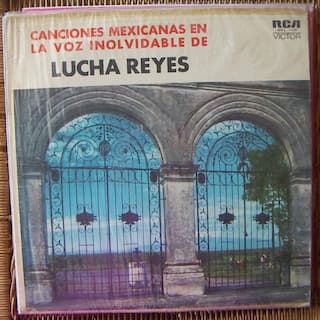 CANCIONES MEXICANAS EN
LA VOZ INOLVIDABLE DE
LUCHA REYES
RCA
VICTOR